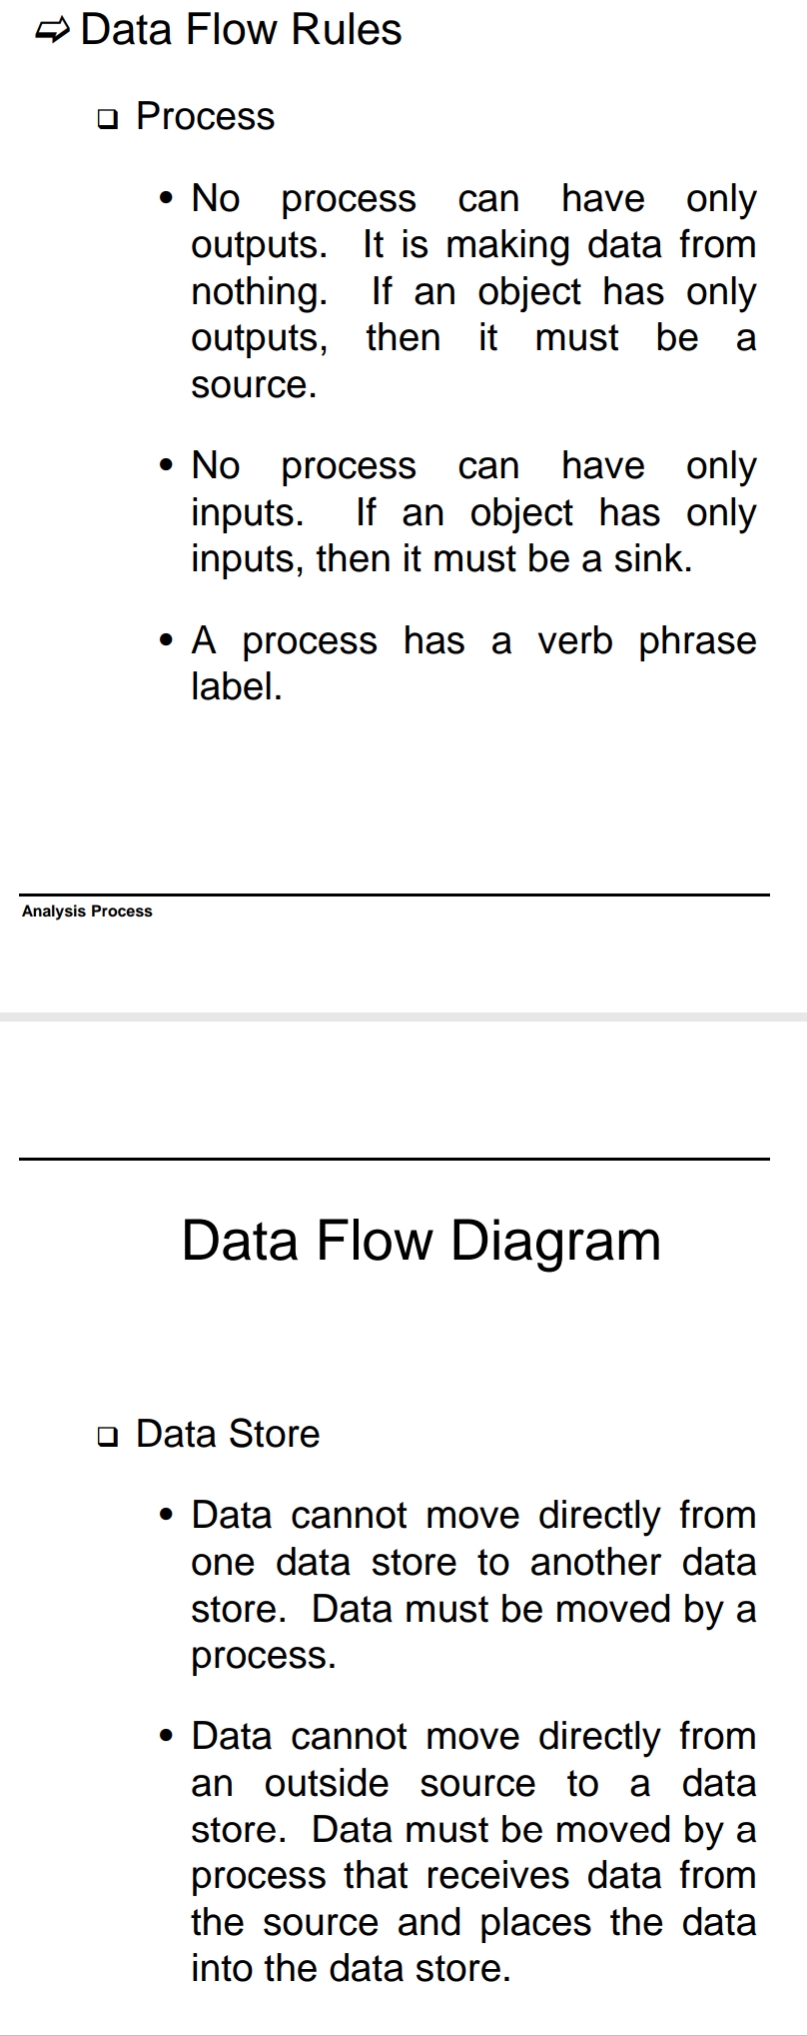 ➪ Data Flow Rules
❑ Process
• No process can have only
outputs. It is making data from
nothing. If an object has only
outputs, then it must be a
source.
• No process can have only
inputs. If an object has only
inputs, then it must be a sink.
• A process has a verb phrase
label.
Analysis Process
Data Flow Diagram
❑ Data Store
• Data cannot move directly from
one data store to another data
store. Data must be moved by a
process.
• Data cannot move directly from
an outside source to a data
store. Data must be moved by a
process that receives data from
the source and places the data
into the data store.